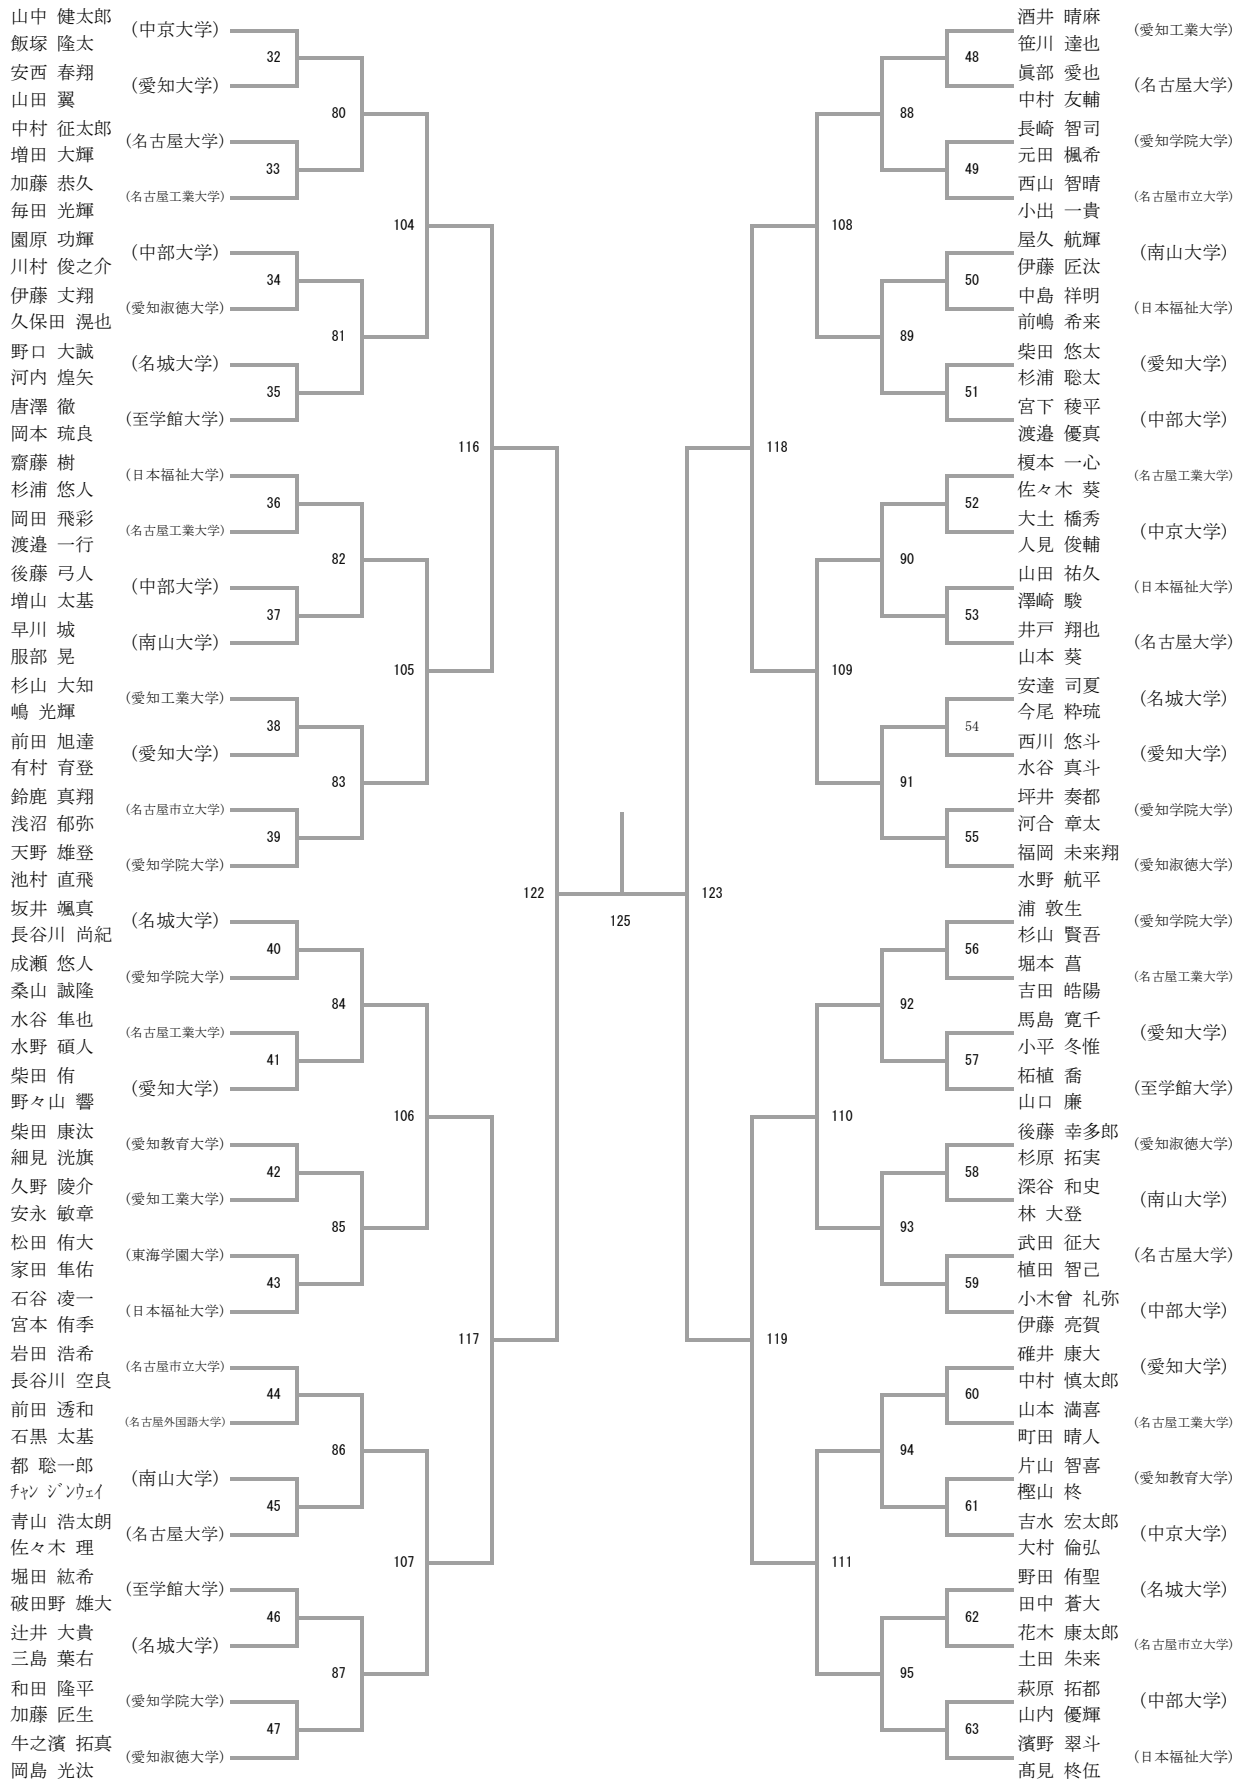 山中 健太郎
(中京大学)
飯塚 隆太
32
安西 春翔
(愛知大学)
山田 翼
80
中村 征太郎
(名古屋大学)
増田 大輝
33
加藤 恭久
(名古屋工業大学)
毎田 光輝
104
園原 功輝
(中部大学)
川村 俊之介
34
伊藤 丈翔
(愛知淑徳大学)
久保田 滉也
81
野口 大誠
(名城大学)
河内 煌矢
35
唐澤 徹
(至学館大学)
岡本 琉良
116
齋藤 樹
(日本福祉大学)
杉浦 悠人
36
岡田 飛彩
(名古屋工業大学)
渡邉 一行
82
後藤 弓人
(中部大学)
増山 太基
37
早川 城
(南山大学)
服部 晃
105
杉山 大知
(愛知工業大学)
嶋 光輝
38
前田 旭達
(愛知大学)
有村 育登
83
鈴鹿 真翔
(名古屋市立大学)
浅沼 郁弥
39
天野 雄登
(愛知学院大学)
池村 直飛
122
坂井 颯真
(名城大学)
長谷川 尚紀
40
成瀬 悠人
(愛知学院大学)
桑山 誠隆
84
水谷 隼也
(名古屋工業大学)
水野 碩人
41
柴田 侑
(愛知大学)
野々山 響
106
柴田 康汰
(愛知教育大学)
細見 洸旗
42
久野 陵介
(愛知工業大学)
安永 敏章
85
松田 侑大
(東海学園大学)
家田 隼佑
43
石谷 凌一
(日本福祉大学)
宮本 侑季
117
岩田 浩希
(名古屋市立大学)
長谷川 空良
44
前田 透和
(名古屋外国語大学)
石黒 太基
86
都 聡一郎
(南山大学)
ﾁｬﾝ ｼﾞﾝｳｪｲ
45
青山 浩太朗
(名古屋大学)
佐々木 理
107
堀田 紘希
(至学館大学)
破田野 雄大
46
辻井 大貴
(名城大学)
三島 葉右
87
和田 隆平
(愛知学院大学)
加藤 匠生
47
牛之濱 拓真
(愛知淑徳大学)
岡島 光汰
125
酒井 晴麻
(愛知工業大学)
笹川 達也
48
眞部 愛也
(名古屋大学)
中村 友輔
88
長崎 智司
(愛知学院大学)
元田 楓希
49
西山 智晴
(名古屋市立大学)
小出 一貴
108
屋久 航輝
(南山大学)
伊藤 匠汰
50
中島 祥明
(日本福祉大学)
前嶋 希来
89
柴田 悠太
(愛知大学)
杉浦 聡太
51
宮下 稜平
(中部大学)
渡邉 優真
118
榎本 一心
(名古屋工業大学)
佐々木 葵
52
大土 橋秀
(中京大学)
人見 俊輔
90
山田 祐久
(日本福祉大学)
澤崎 駿
53
井戸 翔也
(名古屋大学)
山本 葵
109
安達 司夏
(名城大学)
今尾 粋琉
54
西川 悠斗
(愛知大学)
水谷 真斗
91
坪井 奏都
(愛知学院大学)
河合 章太
55
福岡 未来翔
(愛知淑徳大学)
水野 航平
123
浦 敦生
(愛知学院大学)
杉山 賢吾
56
堀本 菖
(名古屋工業大学)
吉田 皓陽
92
馬島 寛千
(愛知大学)
小平 冬惟
57
柘植 喬
(至学館大学)
山口 廉
110
後藤 幸多郎
(愛知淑徳大学)
杉原 拓実
58
深谷 和史
(南山大学)
林 大登
93
武田 征大
(名古屋大学)
植田 智己
59
小木曾 礼弥
(中部大学)
伊藤 亮賀
119
碓井 康大
(愛知大学)
中村 慎太郎
60
山本 満喜
(名古屋工業大学)
町田 晴人
94
片山 智喜
(愛知教育大学)
樫山 柊
61
吉水 宏太郎
(中京大学)
大村 倫弘
111
野田 侑聖
(名城大学)
田中 蒼大
62
花木 康太郎
(名古屋市立大学)
土田 朱来
95
萩原 拓都
(中部大学)
山内 優輝
63
濱野 翠斗
(日本福祉大学)
髙見 柊伍